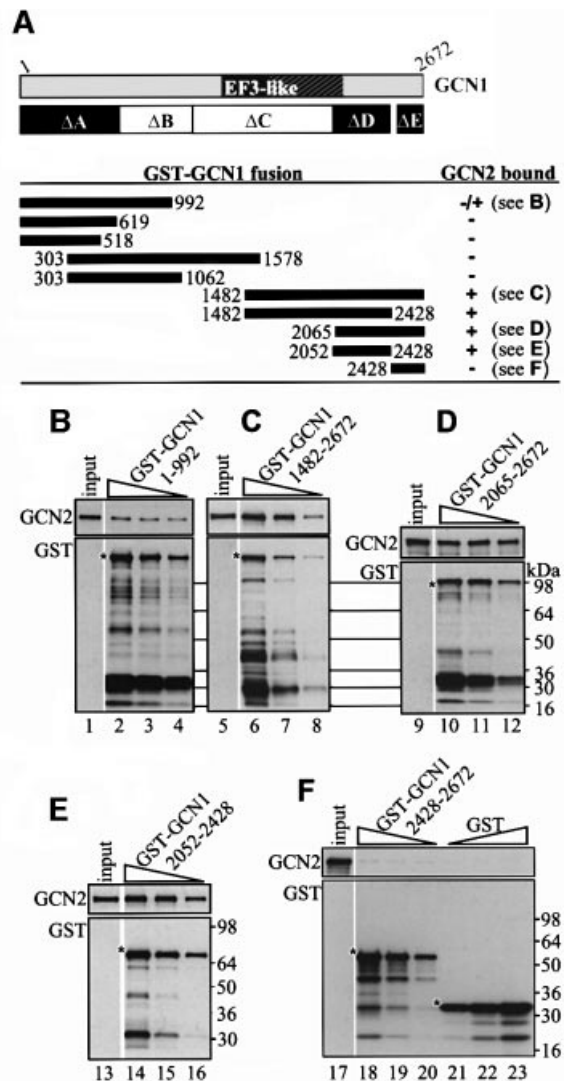 A
1 2672
EF3-like GCN1
ΔA ΔB ΔC ΔD ΔE
GST-GCN1 fusion GCN2 bound
992 -/+ (see B)
619 -
518 -
303 1578 -
303 1062 -
1482 + (see C)
1482 2428 +
2065 + (see D)
2052 2428 + (see E)
2428 - (see F)
B C D
input GST-GCN1 1-992 input GST-GCN1 1482-2672 input GST-GCN1 2065-2672
GCN2
GST
*
*
GCN2
GST kDa
*
98
64
50
36
30
16
1 2 3 4 5 6 7 8 9 10 11 12
E F
input GST-GCN1 2052-2428 input GST-GCN1 2428-2672 GST
GCN2
GST
*
98
64
50
36
30
13 14 15 16
GCN2
GST
*
*
98
64
50
36
30
16
17 18 19 20 21 22 23